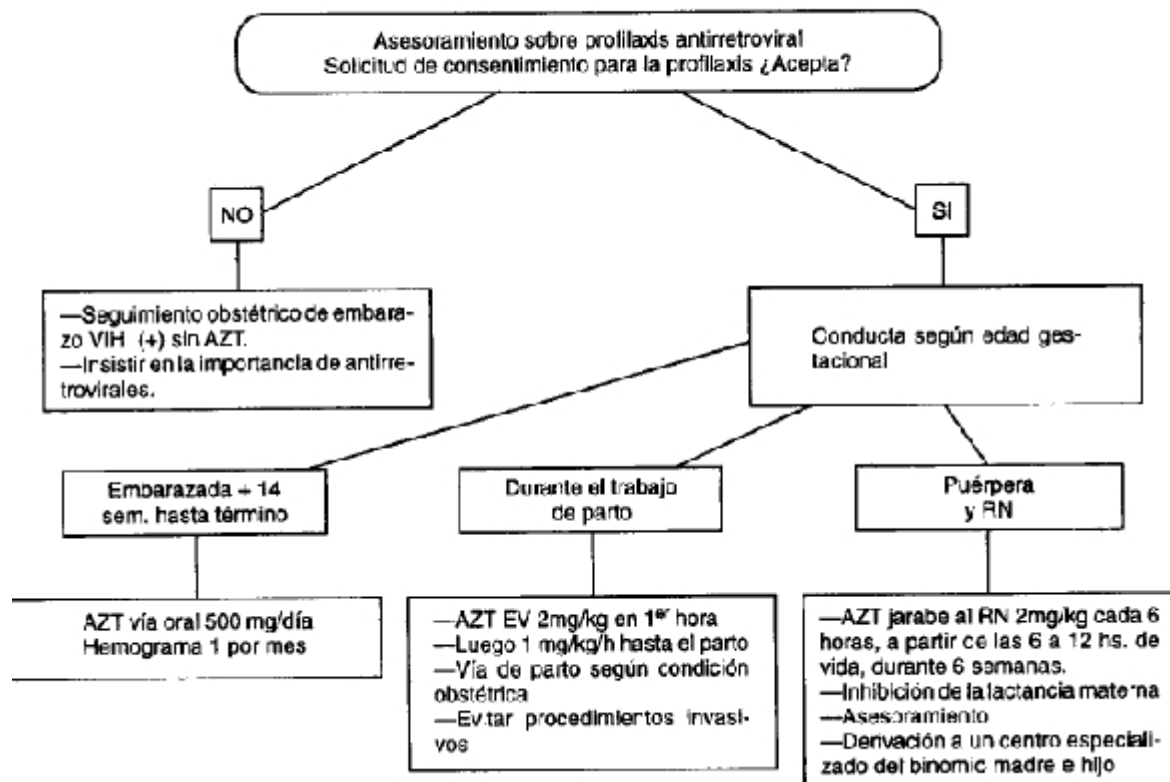 Asesoramiento sobre profilaxis antirretroviral
Solicitud de consentimiento para la profilaxis ¿Acepta?
NO
SI
—Seguimiento obstétrico de embara-
zo VIH (+) sin AZT.
—Insistir en la importancia de antirre-
trovirales.
Conducta según edad ges-
tacional
Embarazada + 14
sem. hasta término
Durante el trabajo
de parto
Puérpera
y RN
AZT vía oral 500 mg/día
Hemograma 1 por mes
—AZT EV 2mg/kg en 1er hora
—Luego 1 mg/kg/h hasta el parto
—Vía de parto según condición
obstétrica
—Evitar procedimientos invasi-
vos
—AZT jarabe al RN 2mg/kg cada 6
horas, a partir de las 6 a 12 hs. de
vida, durante 6 semanas.
—Inhibición de la lactancia materna
—Asesoramiento
—Derivación a un centro especiali-
zado del binomio madre e hijo